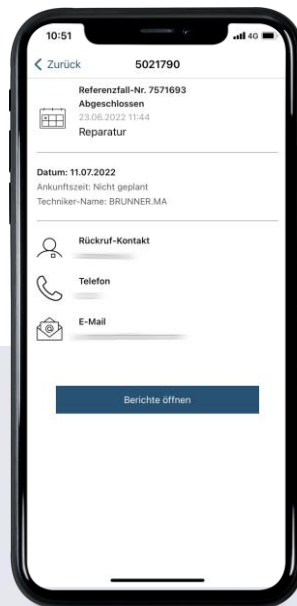 10:51
4G
Zurück
5021790
Referenzfall-Nr. 7571693
Abgeschlossen
23.06.2022 11:44
Reparatur
Datum: 11.07.2022
Ankunftszeit: Nicht geplant
Techniker-Name: BRUNNER.MA
Rückruf-Kontakt
Telefon
E-Mail
Berichte öffnen